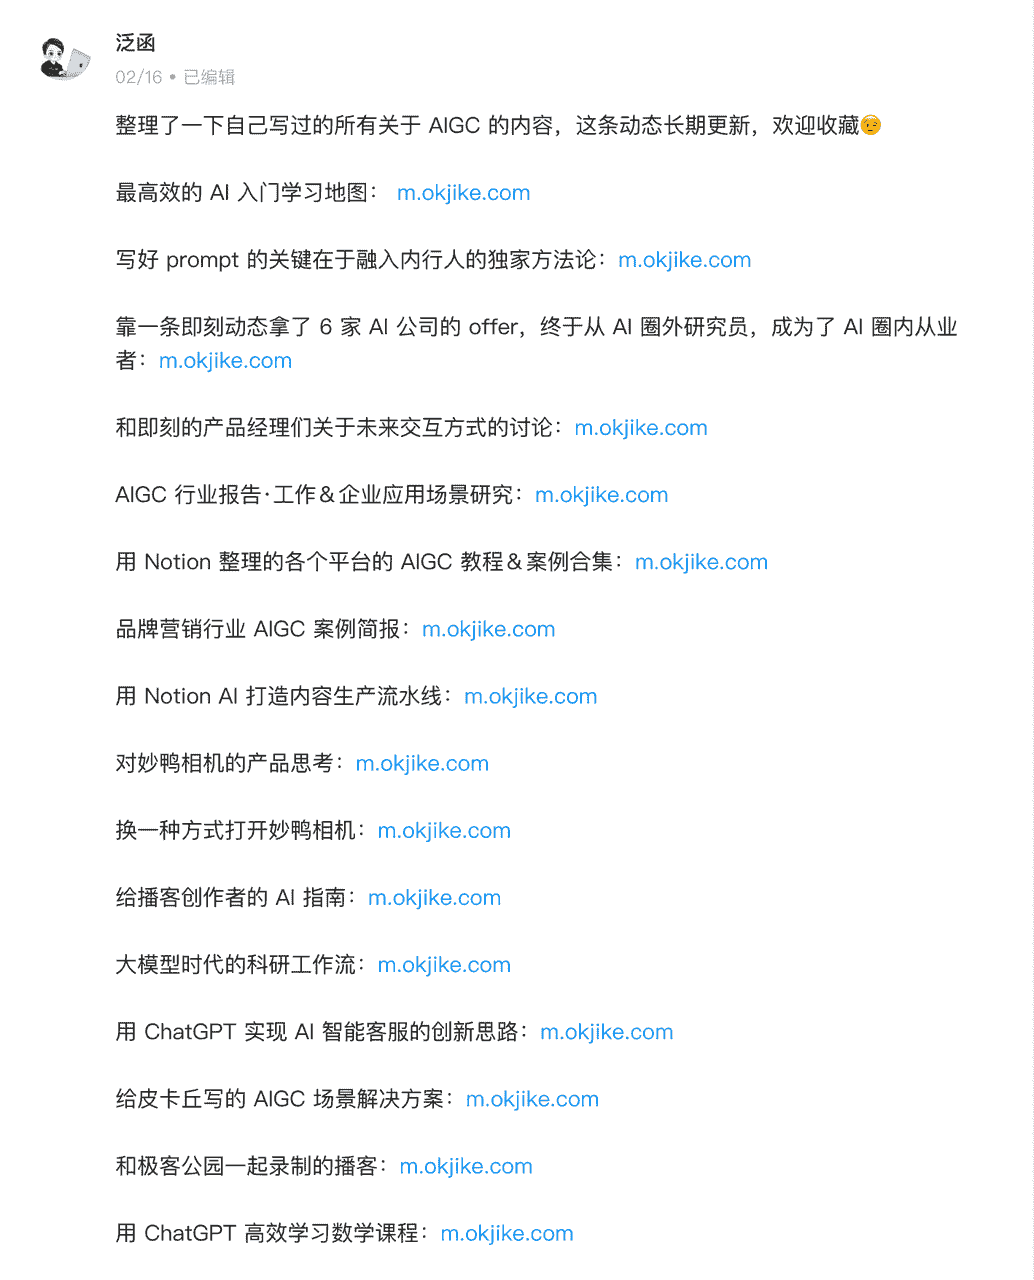 泛函
02/16 • 已编辑
整理了一下自己写过的所有关于 AIGC 的内容，这条动态长期更新，欢迎收藏🫡
最高效的 AI 入门学习地图： m.okjike.com
写好 prompt 的关键在于融入内行人的独家方法论：m.okjike.com
靠一条即刻动态拿了 6 家 AI 公司的 offer，终于从 AI 圈外研究员，成为了 AI 圈内从业
者：m.okjike.com
和即刻的产品经理们关于未来交互方式的讨论：m.okjike.com
AIGC 行业报告·工作＆企业应用场景研究：m.okjike.com
用 Notion 整理的各个平台的 AIGC 教程＆案例合集：m.okjike.com
品牌营销行业 AIGC 案例简报：m.okjike.com
用 Notion AI 打造内容生产流水线：m.okjike.com
对妙鸭相机的产品思考：m.okjike.com
换一种方式打开妙鸭相机：m.okjike.com
给播客创作者的 AI 指南：m.okjike.com
大模型时代的科研工作流：m.okjike.com
用 ChatGPT 实现 AI 智能客服的创新思路：m.okjike.com
给皮卡丘写的 AIGC 场景解决方案：m.okjike.com
和极客公园一起录制的播客：m.okjike.com
用 ChatGPT 高效学习数学课程：m.okjike.com